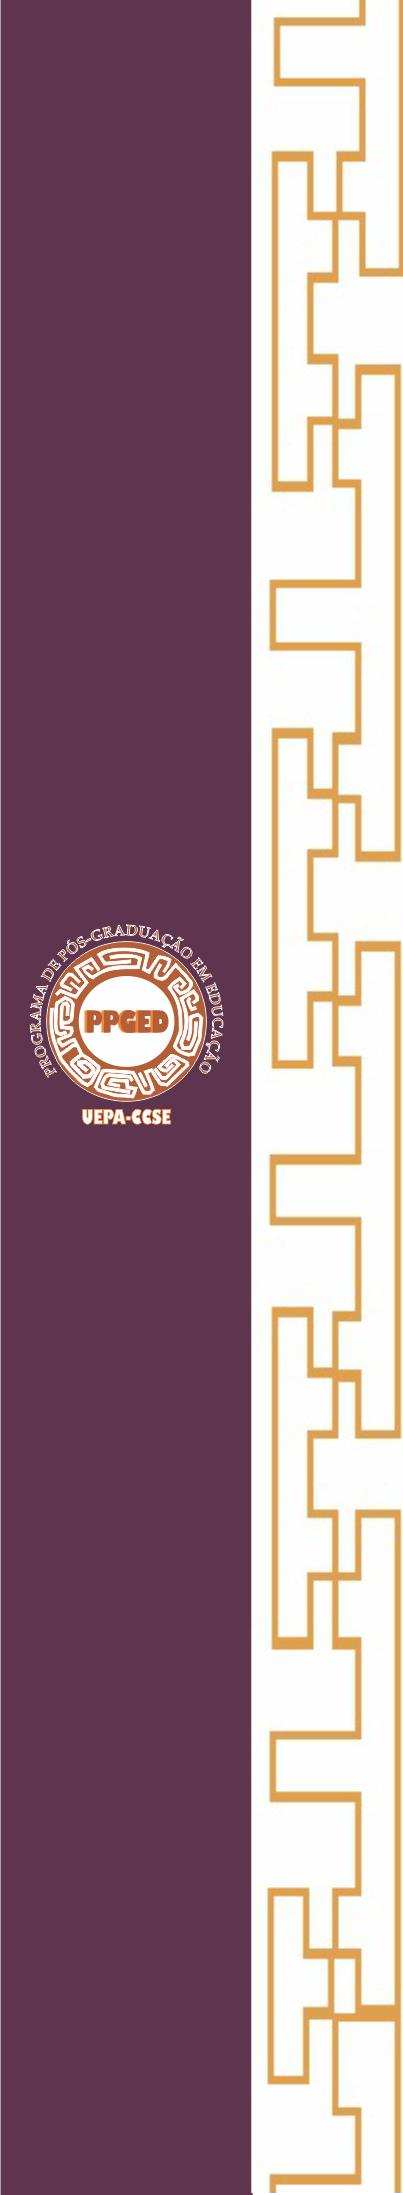 PROGRAMA DE PÓS-GRADUAÇÃO EM EDUCAÇÃO
PPGED
UEPA-CCSE